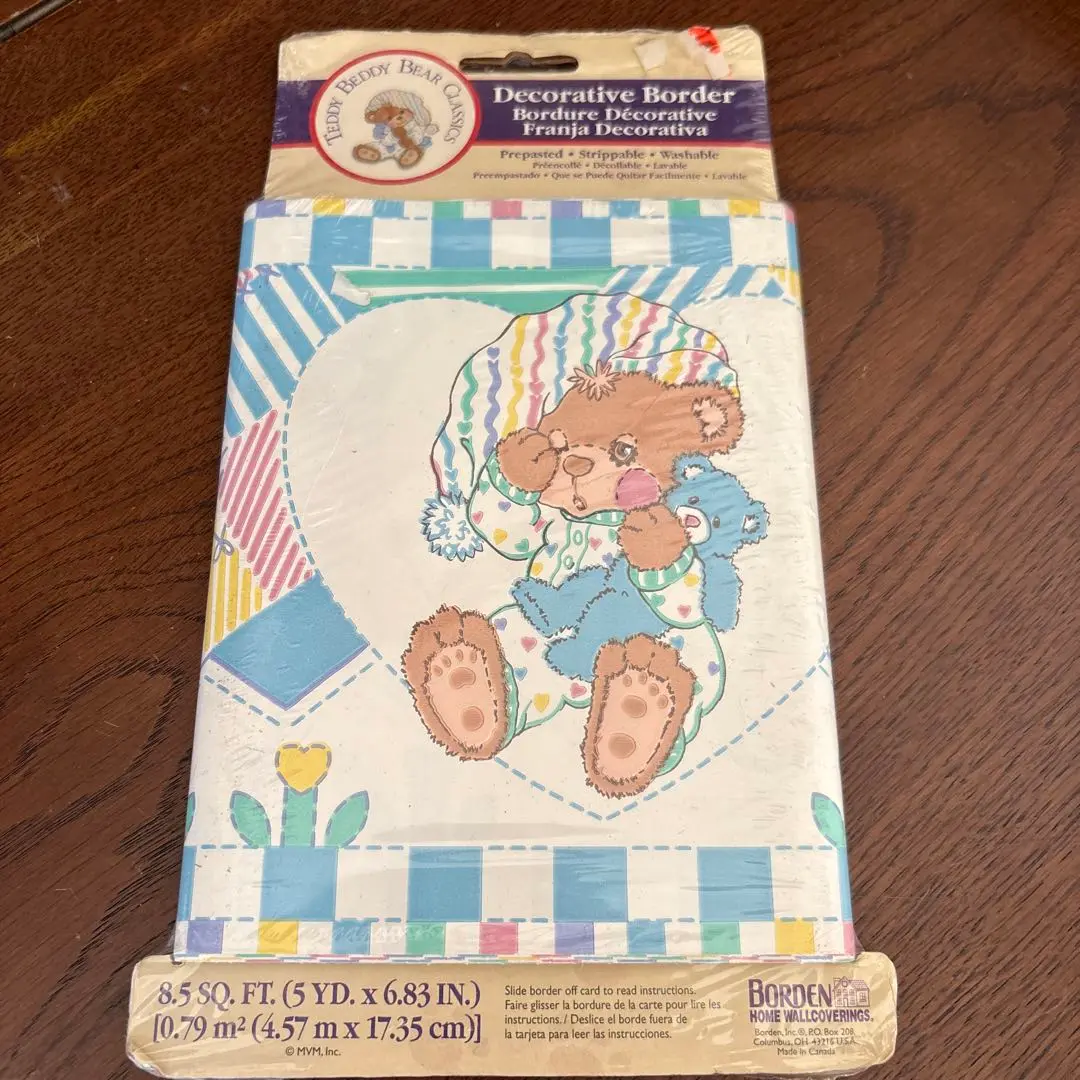 TEDDY BEDDY BEAR CLASSICS
Decorative Border
Bordure Décorative
Franja Decorativa
Prepasted • Strippable • Washable
Préencollé • Décollable • Lavable
Preempastado • Que se Puede Quitar Facilmente • Lavable
8.5 SQ. FT. (5 YD. x 6.83 IN.)
[0.79 m² (4.57 m x 17.35 cm)]
© MVM, Inc.
Slide border off card to read instructions.
Faire glisser la bordure de la carte pour lire les
instructions. / Deslice el borde fuera de
la tarjeta para leer las instrucciones.
BORDEN
HOME WALLCOVERINGS.
Borden, Inc.®, P.O. Box 208
Columbus, OH 43216 U.S.A.
Made in Canada